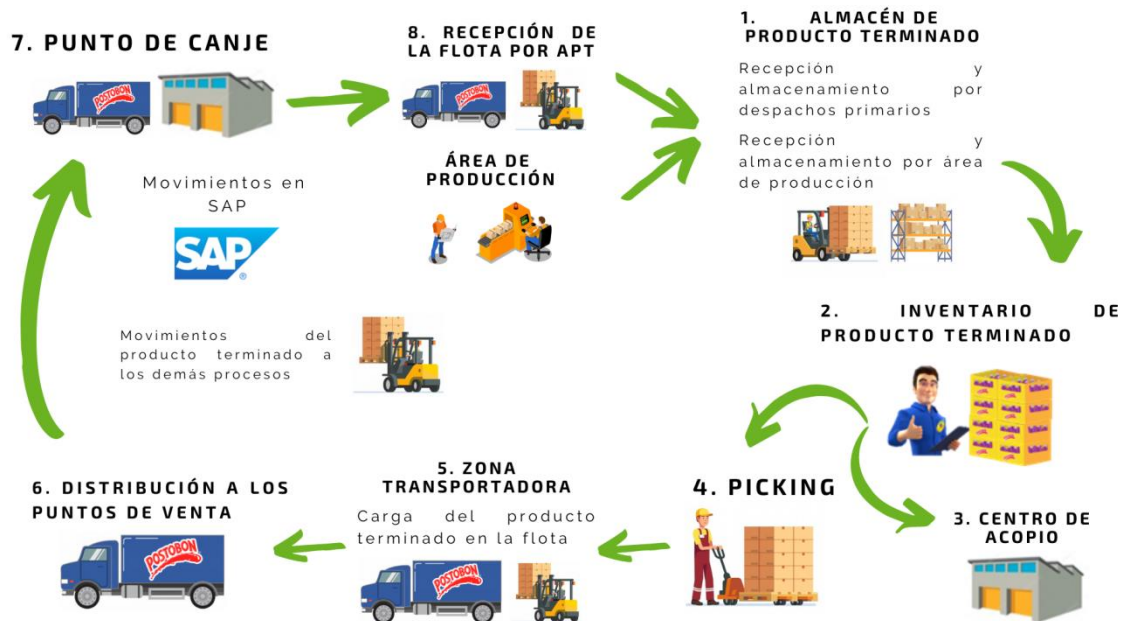 7. PUNTO DE CANJE
POSTOBON
8. RECEPCIÓN DE
LA FLOTA POR APT
POSTOBON
1. ALMACÉN DE
PRODUCTO TERMINADO
Recepción y
almacenamiento por
despachos primarios
Recepción y
almacenamiento por área
de producción
ÁREA DE
PRODUCCIÓN
Movimientos en
SAP
SAP
®
Movimientos del
producto terminado a
los demás procesos
2. INVENTARIO DE
PRODUCTO TERMINADO
3. CENTRO DE
ACOPIO
4. PICKING
5. ZONA
TRANSPORTADORA
Carga del producto
terminado en la flota
POSTOBON
6. DISTRIBUCIÓN A LOS
PUNTOS DE VENTA
POSTOBON